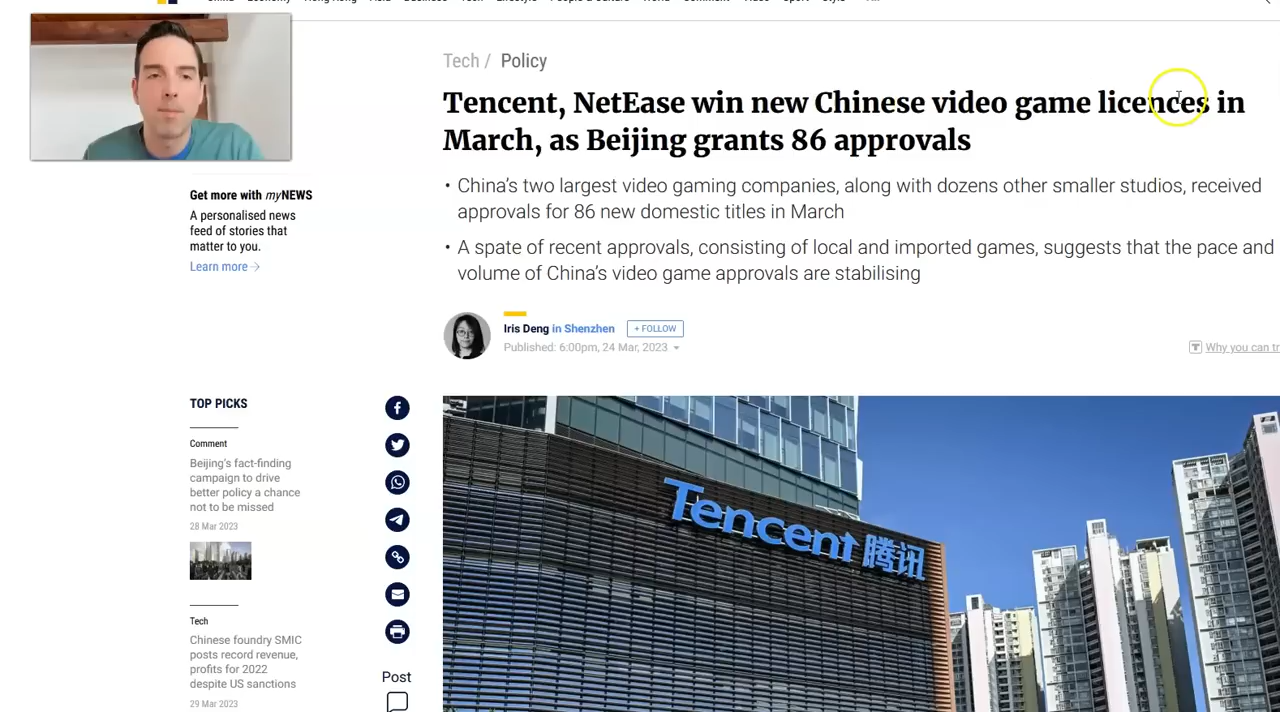 Tech / Policy
Tencent, NetEase win new Chinese video game licences in
March, as Beijing grants 86 approvals
• China's two largest video gaming companies, along with dozens other smaller studios, received
approvals for 86 new domestic titles in March
• A spate of recent approvals, consisting of local and imported games, suggests that the pace and
volume of China's video game approvals are stabilising
Iris Deng in Shenzhen + FOLLOW
Published: 6:00pm, 24 Mar, 2023
Why you can tr
Get more with myNEWS
A personalised news
feed of stories that
matter to you.
Learn more
TOP PICKS
Comment
Beijing's fact-finding
campaign to drive
better policy a chance
not to be missed
28 Mar 2023
Tech
Chinese foundry SMIC
posts record revenue,
profits for 2022
despite US sanctions
29 Mar 2023
Post
Tencent 腾讯